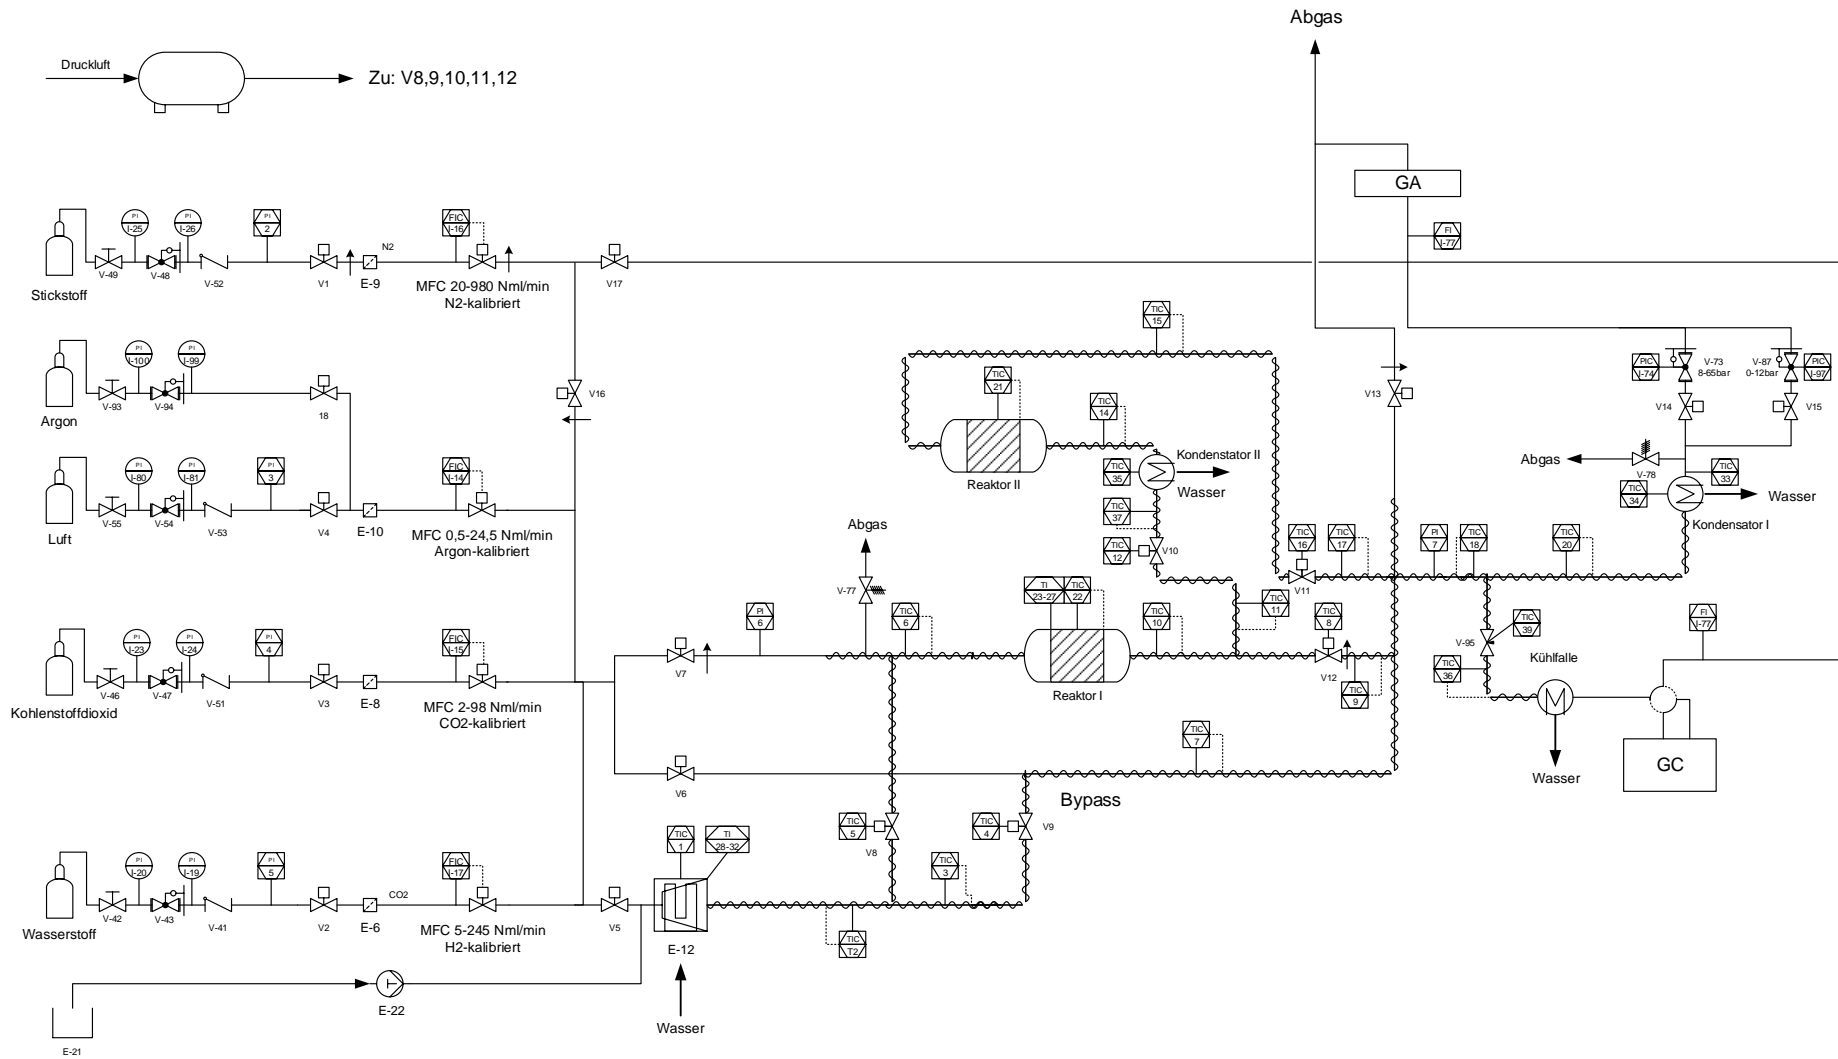 Abgas
Druckluft
Zu: V8,9,10,11,12
GA
FI
I-77
PI
I-25
PI
I-26
PI
2
FIC
I-16
N2
V-49
V-48
V-52
V1
E-9
V17
Stickstoff
MFC 20-980 Nml/min
N2-kalibriert
TIC
15
PI
I-100
PI
I-99
TIC
21
TIC
14
PIC
I-74
V-73
8-65bar
V-87
0-12bar
PIC
I-97
V-93
V-94
18
V16
V13
V14
V15
Argon
Kondenstator II
TIC
35
Wasser
Reaktor II
Abgas
V-78
TIC
33
TIC
34
Wasser
Kondensator I
PI
I-80
PI
I-81
PI
3
FIC
I-14
V-55
V-54
V-53
V4
E-10
Luft
MFC 0,5-24,5 Nml/min
Argon-kalibriert
TIC
37
Abgas
TIC
12
V10
TIC
16
TIC
17
PI
7
TIC
18
TIC
20
V11
V-77
TI
23-27
TIC
22
TIC
11
PI
6
TIC
6
TIC
10
TIC
8
TIC
39
FI
I-77
PI
I-23
PI
I-24
PI
4
FIC
I-15
V-95
Kühlfalle
V7
V12
TIC
36
TIC
9
Reaktor I
V-46
V-47
V-51
V3
E-8
Kohlenstoffdioxid
MFC 2-98 Nml/min
CO2-kalibriert
TIC
7
GC
Wasser
V6
Bypass
TIC
5
V8
TIC
4
V9
TIC
1
TI
28-32
TIC
3
PI
I-20
PI
I-19
PI
5
FIC
I-17
CO2
V-42
V-43
V-41
V2
E-6
V5
Wasserstoff
MFC 5-245 Nml/min
H2-kalibriert
E-12
TIC
T2
E-22
Wasser
E-21